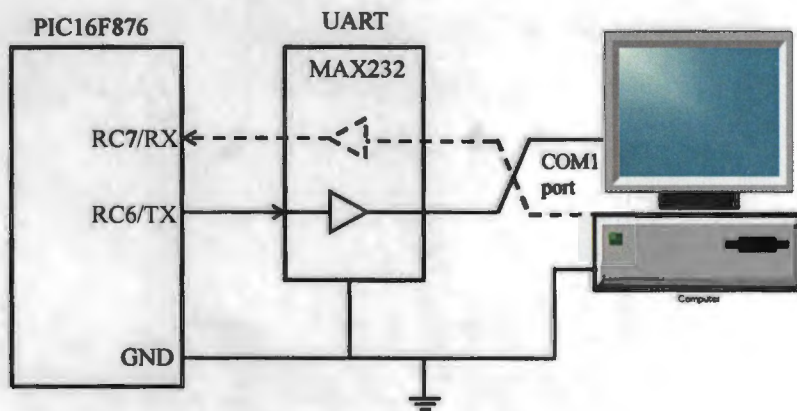 PIC16F876
UART
MAX232
RC7/RX
COM1
port
RC6/TX
GND
Computer